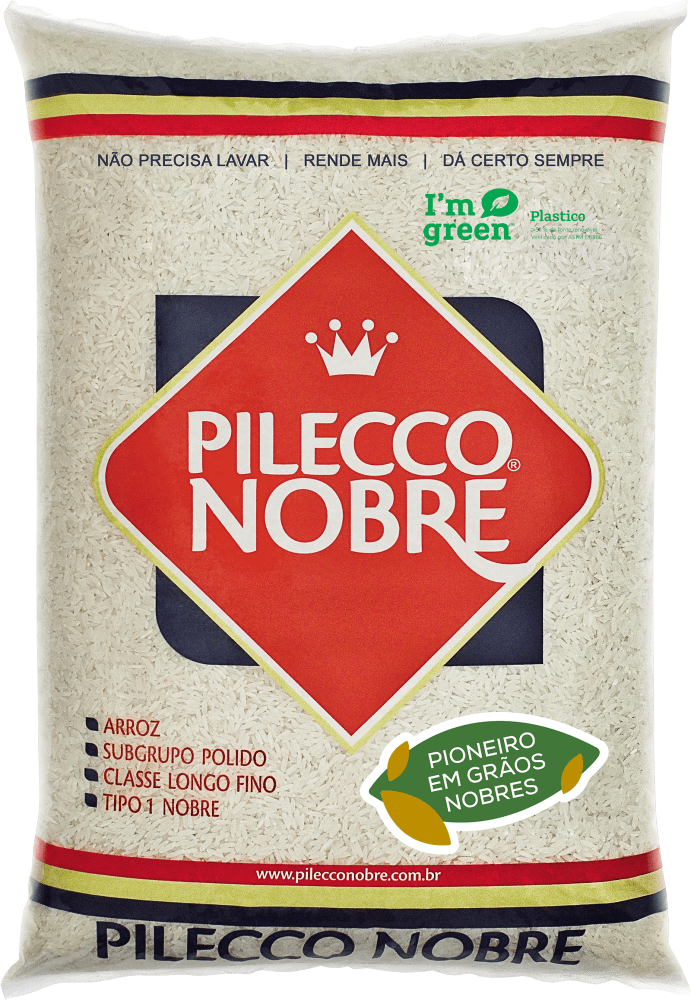 NÃO PRECISA LAVAR | RENDE MAIS | DÁ CERTO SEMPRE
I'm
green
Plastico
PILECCO
NOBRE®
ARROZ
SUBGRUPO POLIDO
CLASSE LONGO FINO
TIPO 1 NOBRE
PIONEIRO
EM GRÃOS
NOBRES
www.pilecconobre.com.br
PILECCO NOBRE